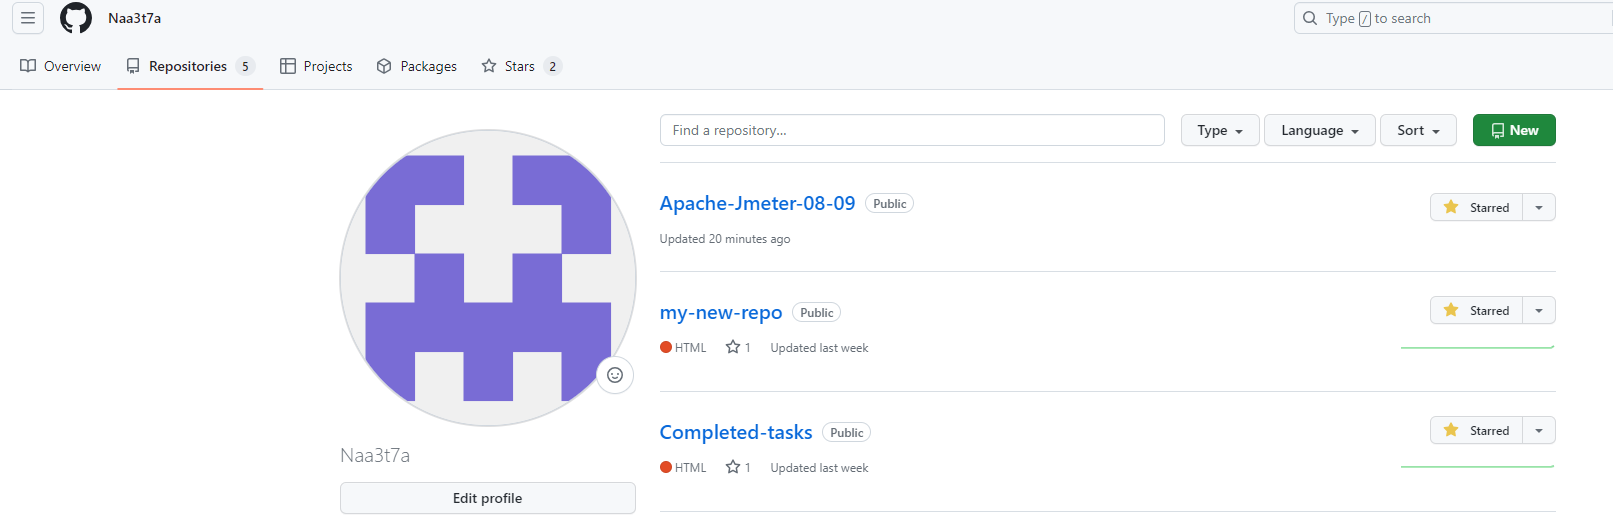 Naa3t7a
Type / to search
Overview
Repositories 5
Projects
Packages
Stars 2
Find a repository...
Type
Language
Sort
New
Apache-Jmeter-08-09 Public
Starred
Updated 20 minutes ago
my-new-repo Public
Starred
HTML 1 Updated last week
Completed-tasks Public
Starred
HTML 1 Updated last week
Naa3t7a
Edit profile